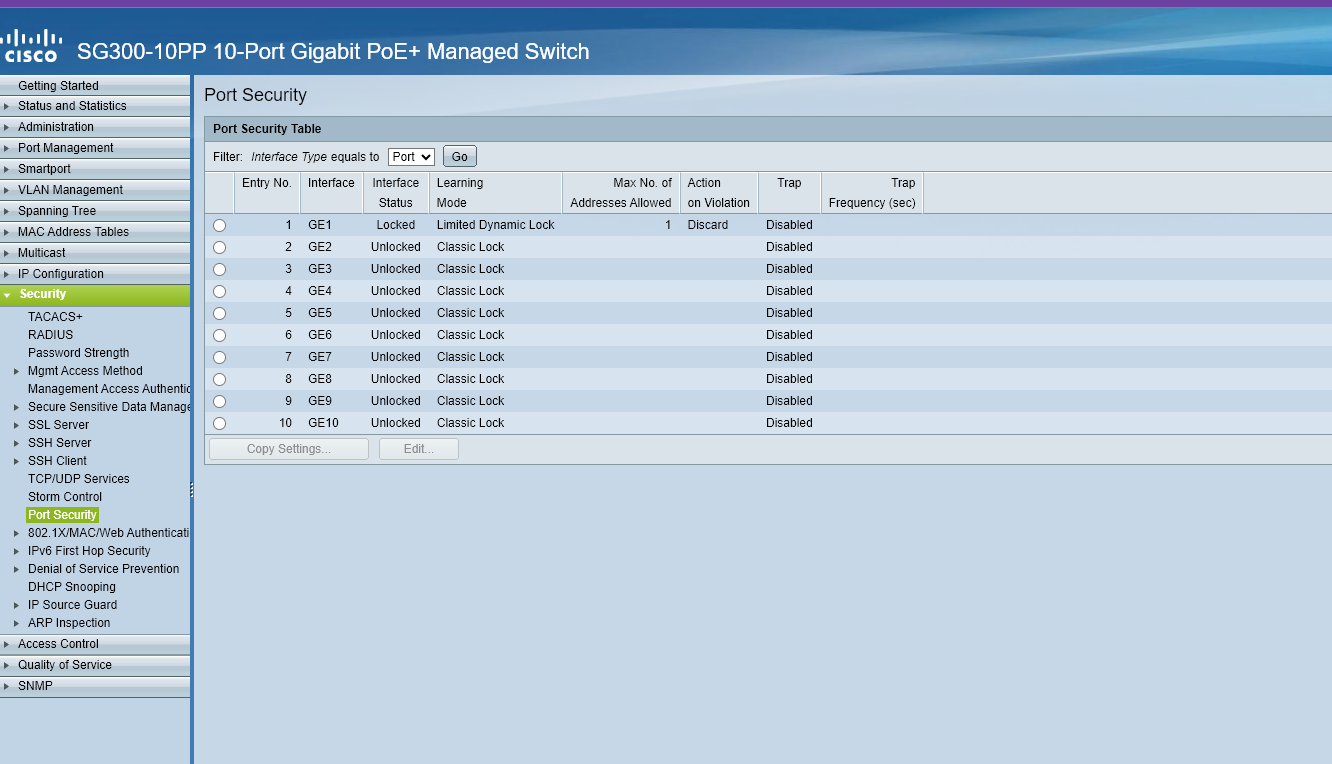 CISCO
SG300-10PP 10-Port Gigabit PoE+ Managed Switch
Getting Started
Status and Statistics
Administration
Port Management
Smartport
VLAN Management
Spanning Tree
MAC Address Tables
Multicast
IP Configuration
Security
TACACS+
RADIUS
Password Strength
Mgmt Access Method
Management Access Authentic
Secure Sensitive Data Manage
SSL Server
SSH Server
SSH Client
TCP/UDP Services
Storm Control
Port Security
802.1X/MAC/Web Authenticati
IPv6 First Hop Security
Denial of Service Prevention
DHCP Snooping
IP Source Guard
ARP Inspection
Access Control
Quality of Service
SNMP
Port Security
Port Security Table
Filter: Interface Type equals to Port Go
Entry No. Interface Interface Learning Max No. of Action Trap Trap
Status Mode Addresses Allowed on Violation Frequency (sec)
1 GE1 Locked Limited Dynamic Lock 1 Discard Disabled
2 GE2 Unlocked Classic Lock Disabled
3 GE3 Unlocked Classic Lock Disabled
4 GE4 Unlocked Classic Lock Disabled
5 GE5 Unlocked Classic Lock Disabled
6 GE6 Unlocked Classic Lock Disabled
7 GE7 Unlocked Classic Lock Disabled
8 GE8 Unlocked Classic Lock Disabled
9 GE9 Unlocked Classic Lock Disabled
10 GE10 Unlocked Classic Lock Disabled
Copy Settings... Edit...